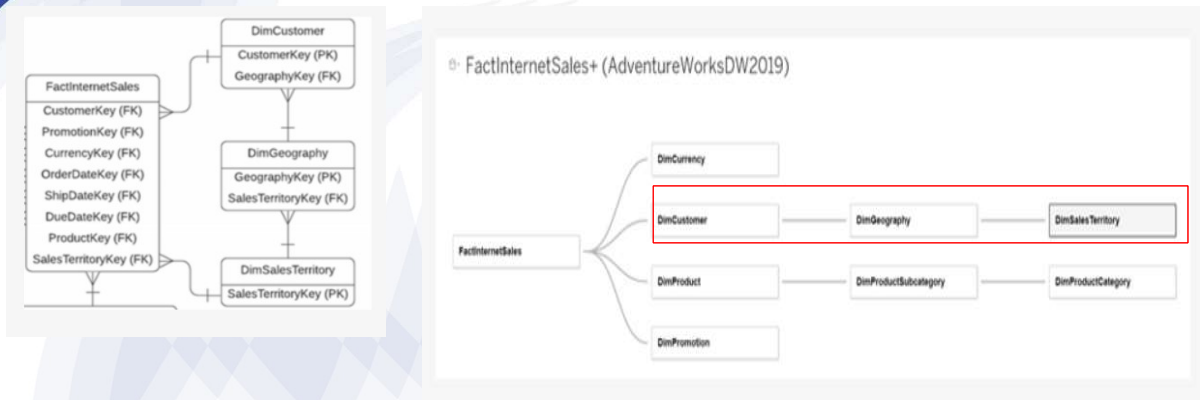 FactInternetSales
CustomerKey (FK)
PromotionKey (FK)
CurrencyKey (FK)
OrderDateKey (FK)
ShipDateKey (FK)
DueDateKey (FK)
ProductKey (FK)
SalesTerritoryKey (FK)
DimCustomer
CustomerKey (PK)
GeographyKey (FK)
DimGeography
GeographyKey (PK)
SalesTerritoryKey (FK)
DimSalesTerritory
SalesTerritoryKey (PK)
FactInternetSales+ (AdventureWorksDW2019)
FactInternetSales
DimCurrency
DimCustomer
DimGeography
DimSalesTerritory
DimProduct
DimProductSubcategory
DimProductCategory
DimPromotion